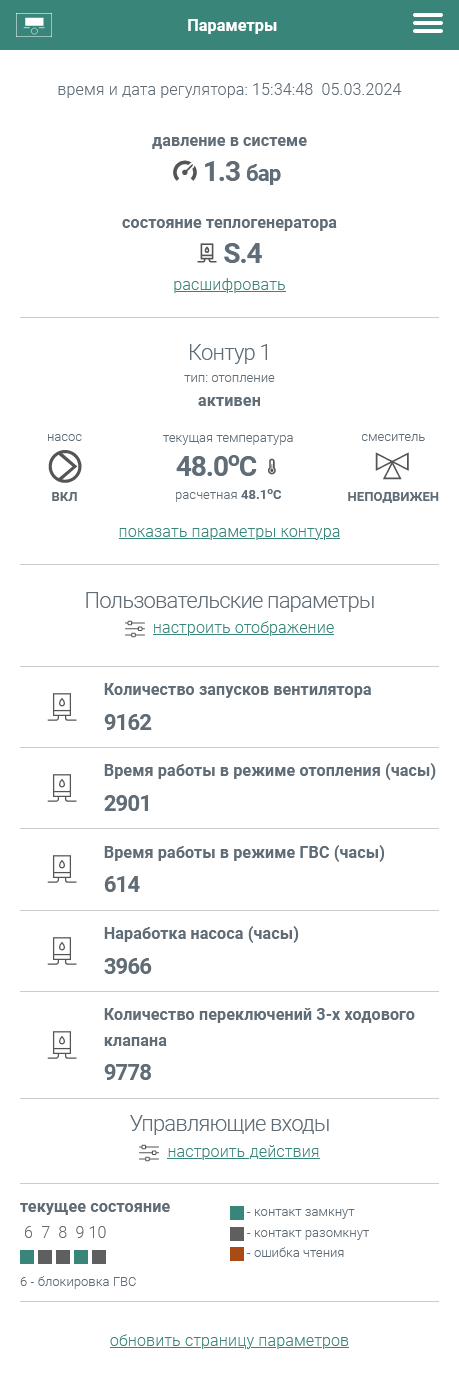 Параметры
время и дата регулятора: 15:34:48  05.03.2024
давление в системе
1.3 бар
состояние теплогенератора
S.4
расшифровать
Контур 1
тип: отопление
активен
насос
ВКЛ
текущая температура
48.0ºC
расчетная 48.1ºC
смеситель
НЕПОДВИЖЕН
показать параметры контура
Пользовательские параметры
настроить отображение
Количество запусков вентилятора
9162
Время работы в режиме отопления (часы)
2901
Время работы в режиме ГВС (часы)
614
Наработка насоса (часы)
3966
Количество переключений 3-х ходового
клапана
9778
Управляющие входы
настроить действия
текущее состояние
6 7 8 9 10
6 - блокировка ГВС
- контакт замкнут
- контакт разомкнут
- ошибка чтения
обновить страницу параметров